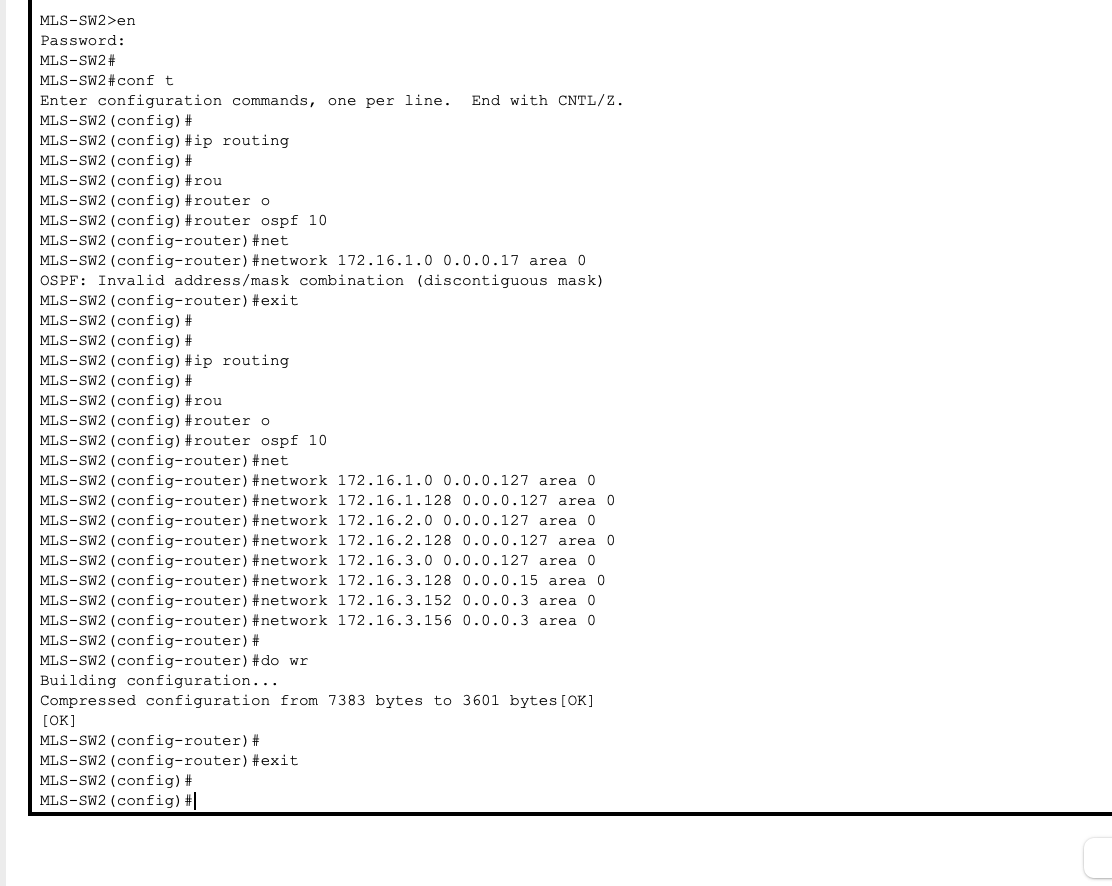 MLS-SW2>en
Password:
MLS-SW2#
MLS-SW2#conf t
Enter configuration commands, one per line.  End with CNTL/Z.
MLS-SW2(config)#
MLS-SW2(config)#ip routing
MLS-SW2(config)#
MLS-SW2(config)#rou
MLS-SW2(config)#router o
MLS-SW2(config)#router ospf 10
MLS-SW2(config-router)#net
MLS-SW2(config-router)#network 172.16.1.0 0.0.0.17 area 0
OSPF: Invalid address/mask combination (discontiguous mask)
MLS-SW2(config-router)#exit
MLS-SW2(config)#
MLS-SW2(config)#
MLS-SW2(config)#ip routing
MLS-SW2(config)#
MLS-SW2(config)#rou
MLS-SW2(config)#router o
MLS-SW2(config)#router ospf 10
MLS-SW2(config-router)#net
MLS-SW2(config-router)#network 172.16.1.0 0.0.0.127 area 0
MLS-SW2(config-router)#network 172.16.1.128 0.0.0.127 area 0
MLS-SW2(config-router)#network 172.16.2.0 0.0.0.127 area 0
MLS-SW2(config-router)#network 172.16.2.128 0.0.0.127 area 0
MLS-SW2(config-router)#network 172.16.3.0 0.0.0.127 area 0
MLS-SW2(config-router)#network 172.16.3.128 0.0.0.15 area 0
MLS-SW2(config-router)#network 172.16.3.152 0.0.0.3 area 0
MLS-SW2(config-router)#network 172.16.3.156 0.0.0.3 area 0
MLS-SW2(config-router)#
MLS-SW2(config-router)#do wr
Building configuration...
Compressed configuration from 7383 bytes to 3601 bytes[OK]
[OK]
MLS-SW2(config-router)#
MLS-SW2(config-router)#exit
MLS-SW2(config)#
MLS-SW2(config)#